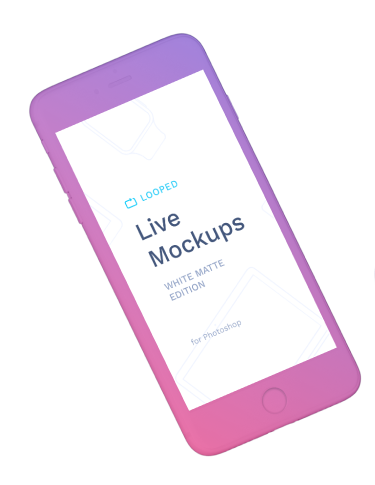 LOOPED
Live
Mockups
WHITE MATTE
EDITION
for Photoshop